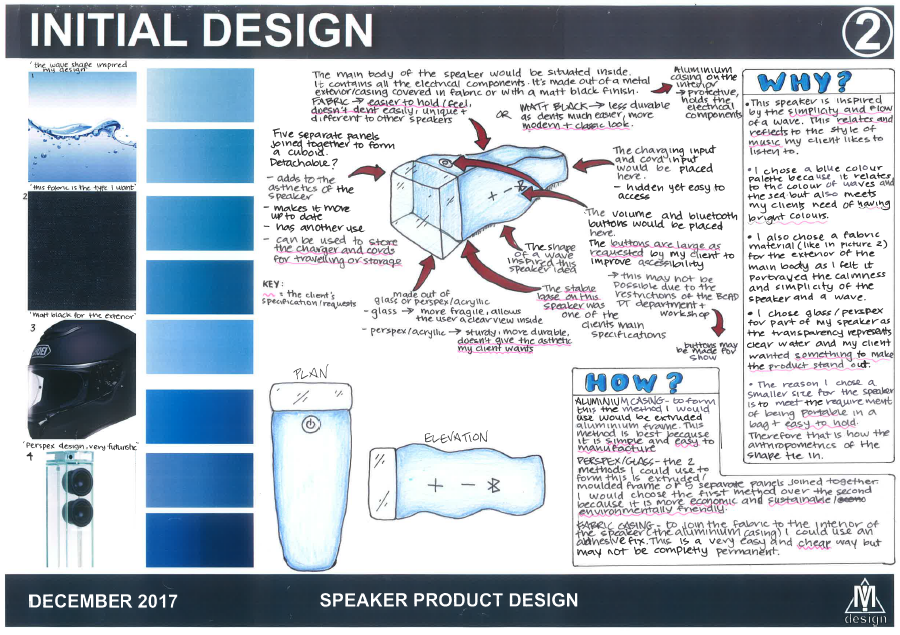 INITIAL DESIGN
2
'the wave shape inspired
my design'
1
'this fabric is the type I want'
2
'matt black for the exterior'
3
SHOEI
'Perspex design, very futuristic'
4
The main body of the speaker would be situated inside.
It contains all the electrical components. It's made out of a metal
exterior/casing covered in fabric or with a matt black finish.
FABRIC → easier to hold/feel,
doesn't dent easily, unique +
different to other speakers
OR
MATT BLACK → less durable
as dents much easier, more
modern + classic look.
Aluminium
casing on the
interior
→ protective,
holds the
electrical
components
Five separate panels
joined together to form
a cuboid.
Detachable?
- adds to the
asthetics of the
speaker
- makes it more
up to date
- has another use
- can be used to store
the charger and cords
for travelling or storage
KEY:
= the client's
specification/requests
The charging input
and cord input
would be placed
here.
- hidden yet easy to
access
The volume and bluetooth
buttons would be placed
here.
The buttons are large as
requested by my client to
improve accessibility
→ this may not be
possible due to the
restrictions of the
DT department +
workshop
buttons may
be made for
show
The shape
of a wave
inspired this
speaker idea
The stable
base on this
speaker was
one of the
clients main
specifications
made out of
glass or perspex/acryllic
- glass → more fragile, allows
the user a clear view inside
- perspex/acryllic → sturdy, more durable,
doesn't give the asthetic
my client wants
PLAN
ELEVATION
+ -
WHY?
• This speaker is inspired
by the simplicity and flow
of a wave. This relates and
reflects to the style of
music my client likes to
listen to.
• I chose a blue colour
palette because it relates
to the colour of waves and
the sea but also meets
my clients need of having
bright colours.
• I also chose a fabric
material (like in picture 2)
for the exterior of the
main body as I felt it
portrayed the calmness
and simplicity of the
speaker and a wave.
• I chose glass/perspex
for part of my speaker as
the transparency represents
clear water and my client
wanted something to make
the product stand out.
• The reason I chose a
smaller size for the speaker
is to meet the requirement
of being portable in a
bag + easy to hold.
Therefore that is how the
antropometrics of the
shape tie in.
HOW?
ALUMINIUM CASING - to form
this the method I would
use would be extruded
aluminium frame. This
method is best because
it is simple and easy to
manufacture
PERSPEX/GLASS - the 2
methods I could use to
form this is extruded/
moulded frame or 5 separate panels joined together
I would choose the first method over the second
because it is more economic and sustainable/
environmentally friendly.
FABRIC CASING - to join the fabric to the interior of
the speaker (the aluminium casing) I could use an
adhesive fix. This is a very easy and cheap way but
may not be completly permanent.
DECEMBER 2017
SPEAKER PRODUCT DESIGN
design